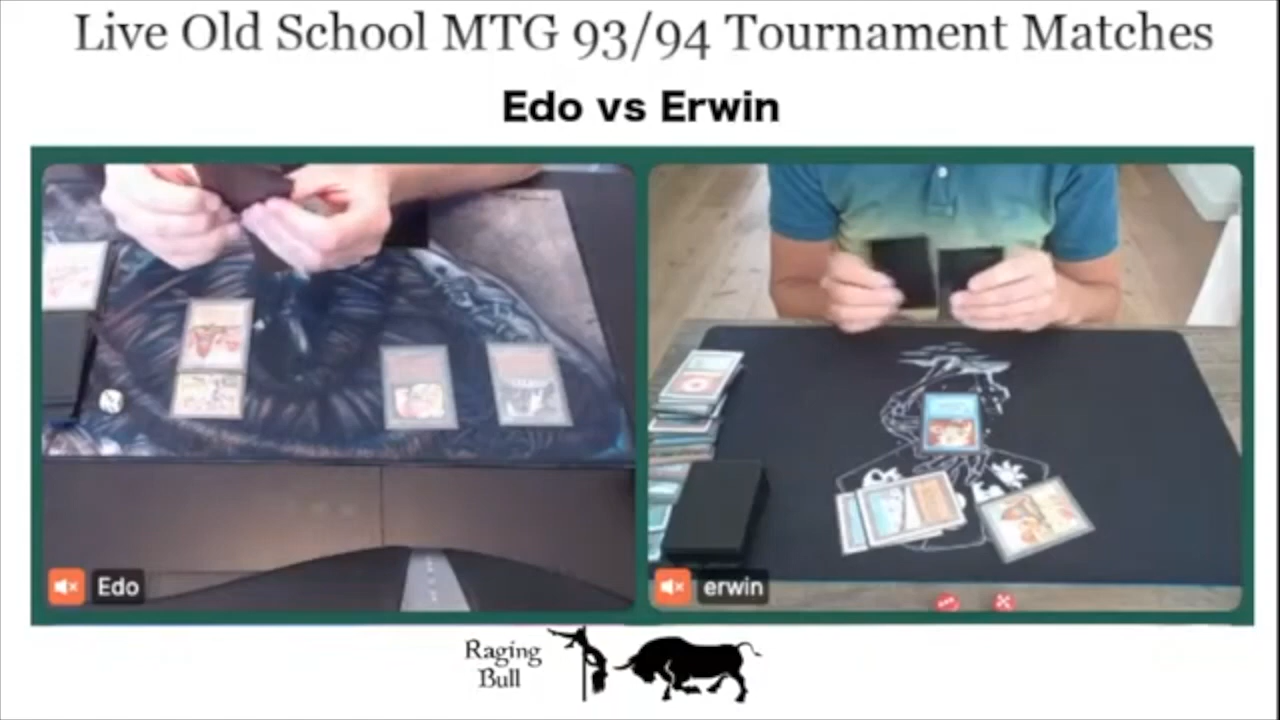 Live Old School MTG 93/94 Tournament Matches
Edo vs Erwin
Edo
erwin
Raging
Bull